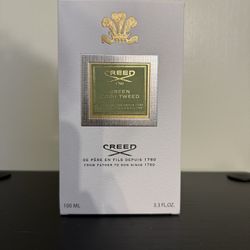 CREED
1760
GREEN
IRISH TWEED
CREED
DE PÈRE EN FILS DEPUIS 1760
FROM FATHER TO SON SINCE 1760
100 ML
3.3 FL.OZ.